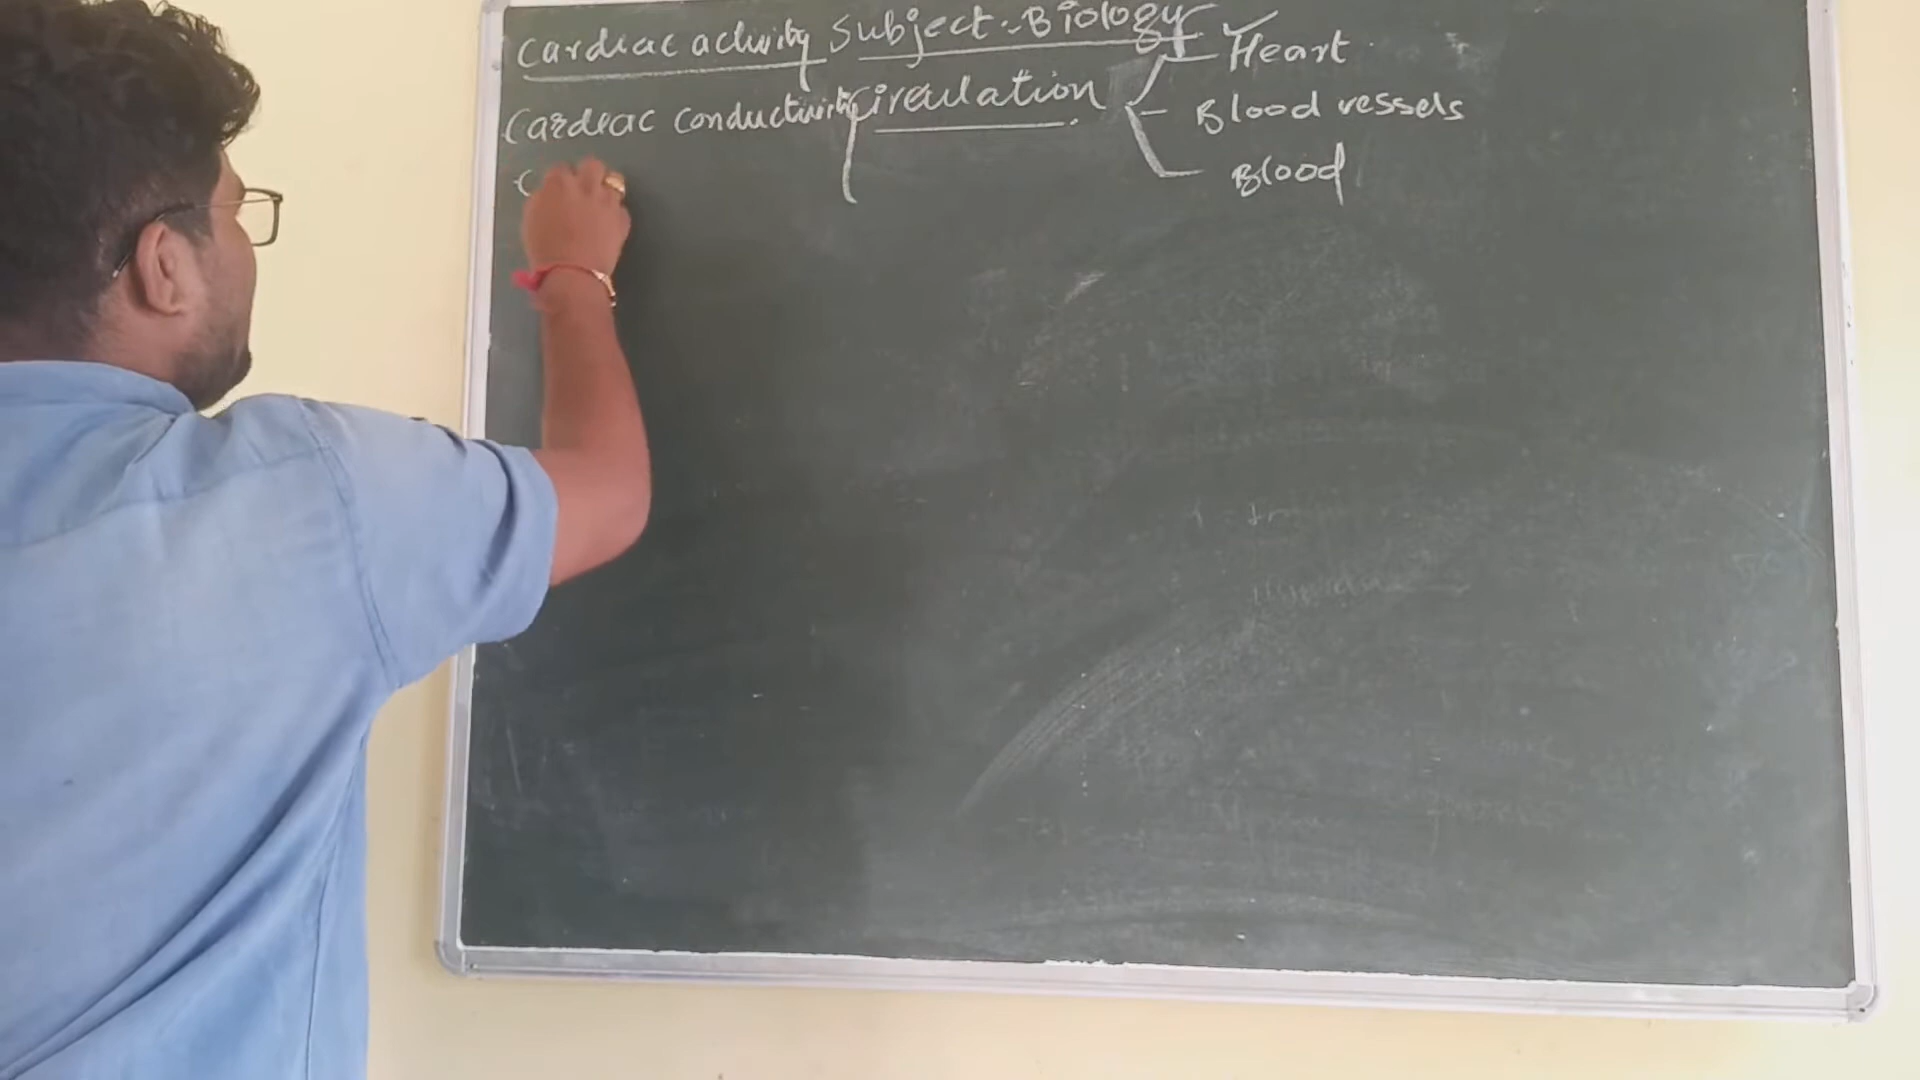 Cardiac activity Subject:-Biology
Heart
Cardiac conductivity Circulation
Blood vessels
C
Blood